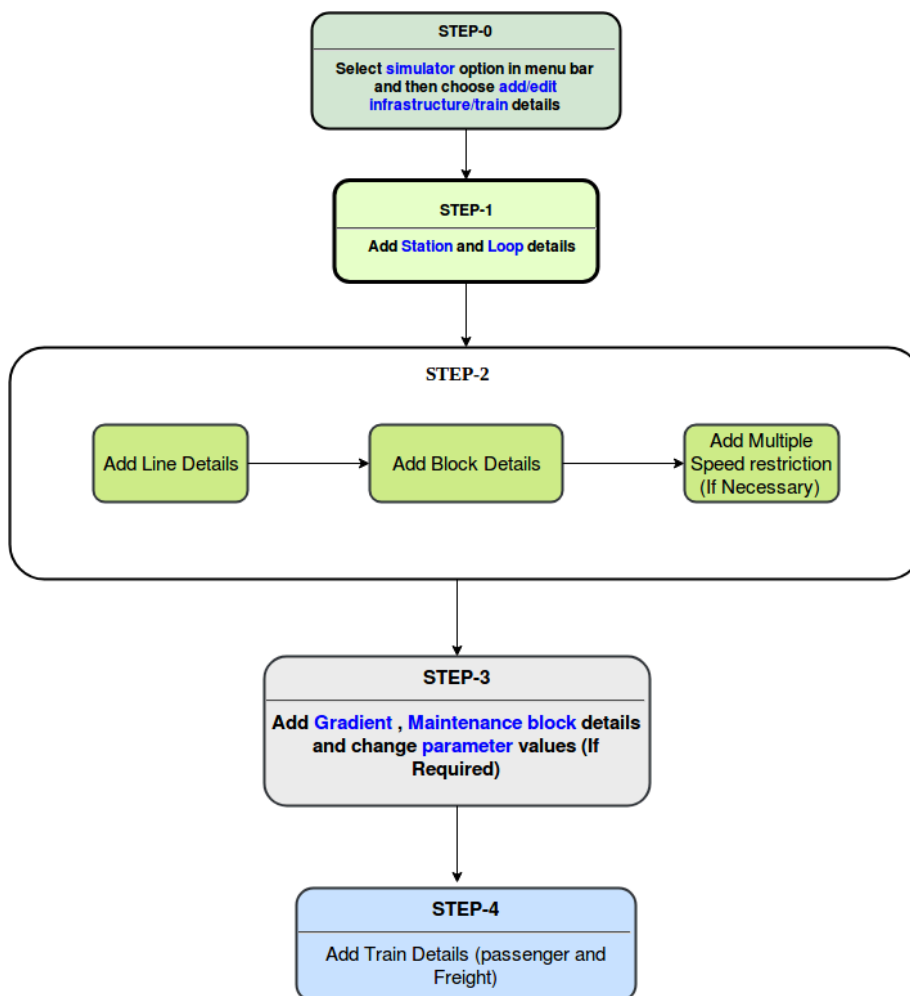 STEP-0
Select simulator option in menu bar
and then choose add/edit
infrastructure/train details
STEP-1
Add Station and Loop details
STEP-2
Add Line Details
Add Block Details
Add Multiple
Speed restriction
(If Necessary)
STEP-3
Add Gradient , Maintenance block details
and change parameter values (If
Required)
STEP-4
Add Train Details (passenger and
Freight)